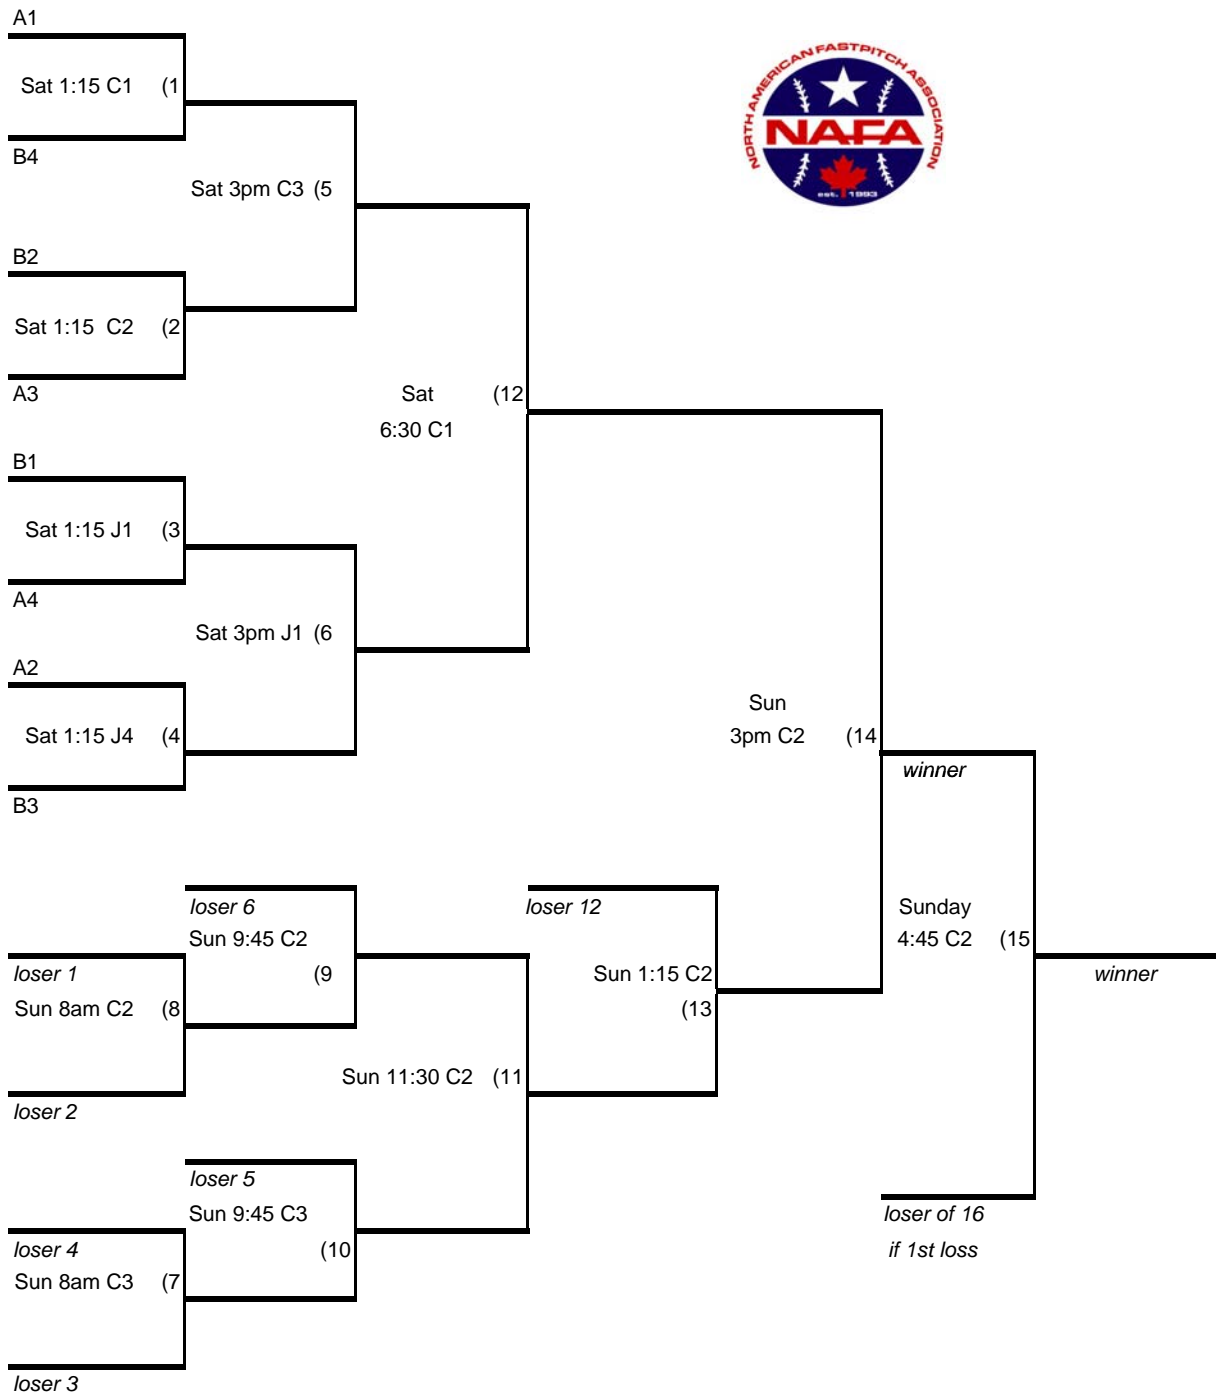 A1
NORTH AMERICAN FASTPITCH ASSOCIATION
NAFA
est. 1993
Sat 1:15 C1 (1
B4
Sat 3pm C3 (5
B2
Sat 1:15 C2 (2
A3
Sat (12
6:30 C1
B1
Sat 1:15 J1 (3
A4
Sat 3pm J1 (6
A2
Sat 1:15 J4 (4
B3
Sun
3pm C2 (14
winner
loser 6
Sun 9:45 C2
(9
loser 1
Sun 8am C2 (8
loser 2
loser 12
Sun 1:15 C2
(13
Sunday
4:45 C2 (15
winner
Sun 11:30 C2 (11
loser 5
Sun 9:45 C3
(10
loser 4
Sun 8am C3 (7
loser 3
loser of 16
if 1st loss